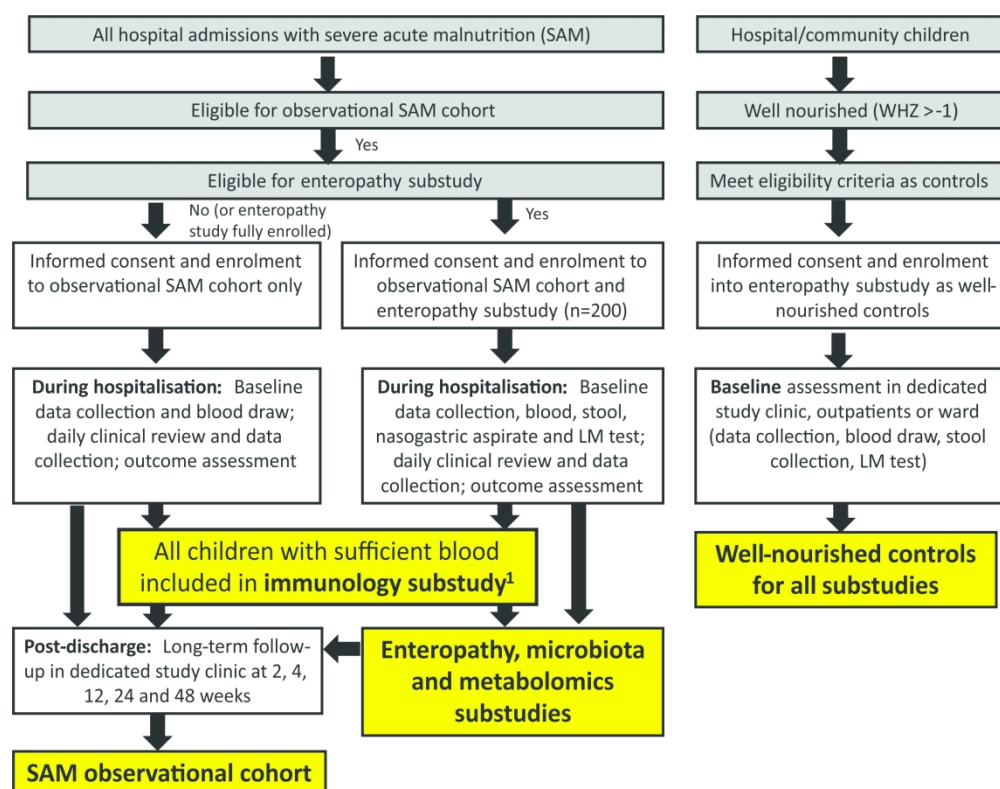 All hospital admissions with severe acute malnutrition (SAM)
Eligible for observational SAM cohort
Yes
Eligible for enteropathy substudy
No (or enteropathy
study fully enrolled)
Yes
Informed consent and enrolment
to observational SAM cohort only
Informed consent and enrolment to
observational SAM cohort and
enteropathy substudy (n=200)
During hospitalisation: Baseline
data collection and blood draw;
daily clinical review and data
collection; outcome assessment
During hospitalisation: Baseline
data collection, blood, stool,
nasogastric aspirate and LM test;
daily clinical review and data
collection; outcome assessment
All children with sufficient blood
included in immunology substudy¹
Post-discharge: Long-term follow-
up in dedicated study clinic at 2, 4,
12, 24 and 48 weeks
Enteropathy, microbiota
and metabolomics
substudies
SAM observational cohort
Hospital/community children
Well nourished (WHZ >-1)
Meet eligibility criteria as controls
Informed consent and enrolment
into enteropathy substudy as well-
nourished controls
Baseline assessment in dedicated
study clinic, outpatients or ward
(data collection, blood draw, stool
collection, LM test)
Well-nourished controls
for all substudies